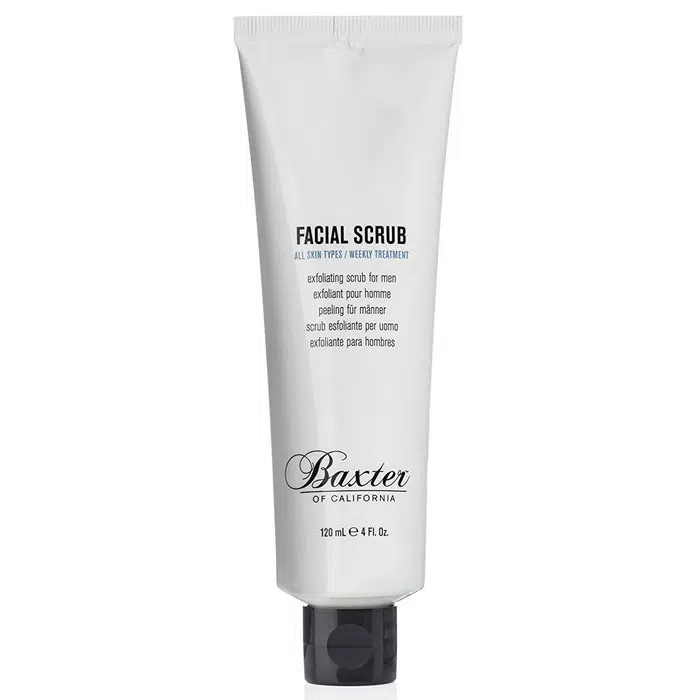 FACIAL SCRUB
ALL SKIN TYPES / WEEKLY TREATMENT
exfoliating scrub for men
exfoliant pour homme
peeling für männer
scrub esfoliante per uomo
exfoliante para hombres
Baxter™
OF CALIFORNIA
120 mL ℮ 4 Fl. Oz.